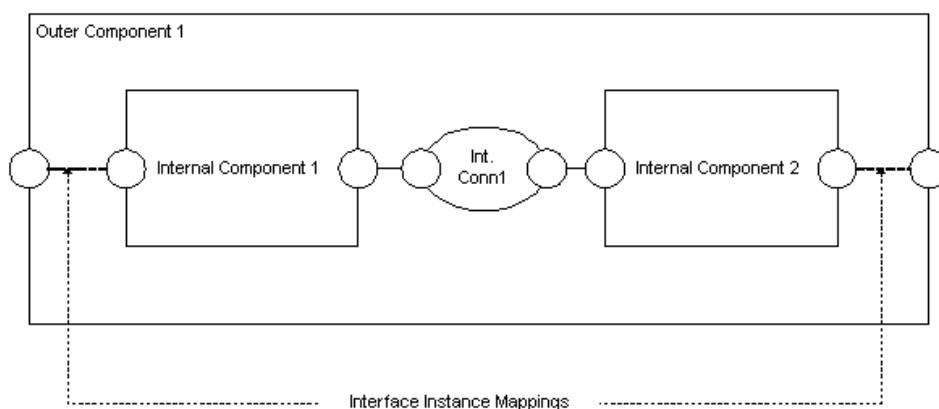 Outer Component 1
Internal Component 1
Int.
Conn1
Internal Component 2
Interface Instance Mappings